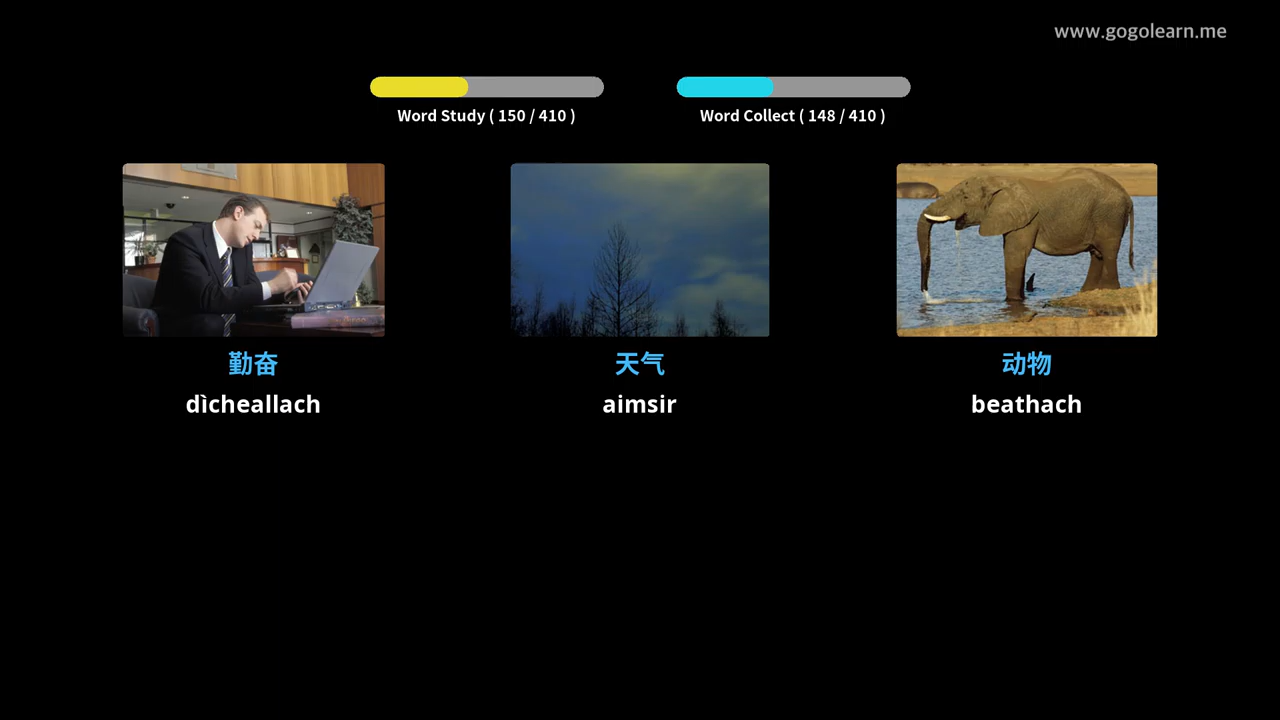 www.gogolearn.me
Word Study ( 150 / 410 )
Word Collect ( 148 / 410 )
勤奋
天气
动物
dìcheallach
aimsir
beathach